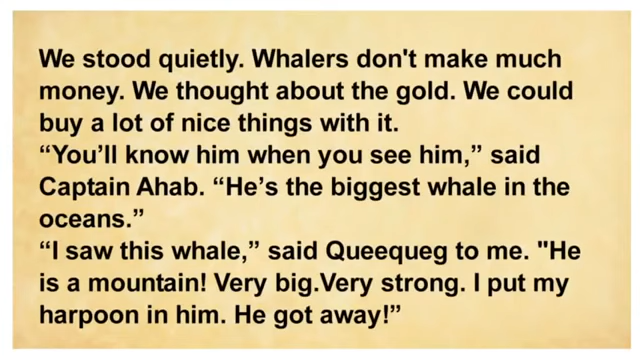 We stood quietly. Whalers don't make much
money. We thought about the gold. We could
buy a lot of nice things with it.
“You’ll know him when you see him,” said
Captain Ahab. “He’s the biggest whale in the
oceans.”
“I saw this whale,” said Queequeg to me. "He
is a mountain! Very big.Very strong. I put my
harpoon in him. He got away!”